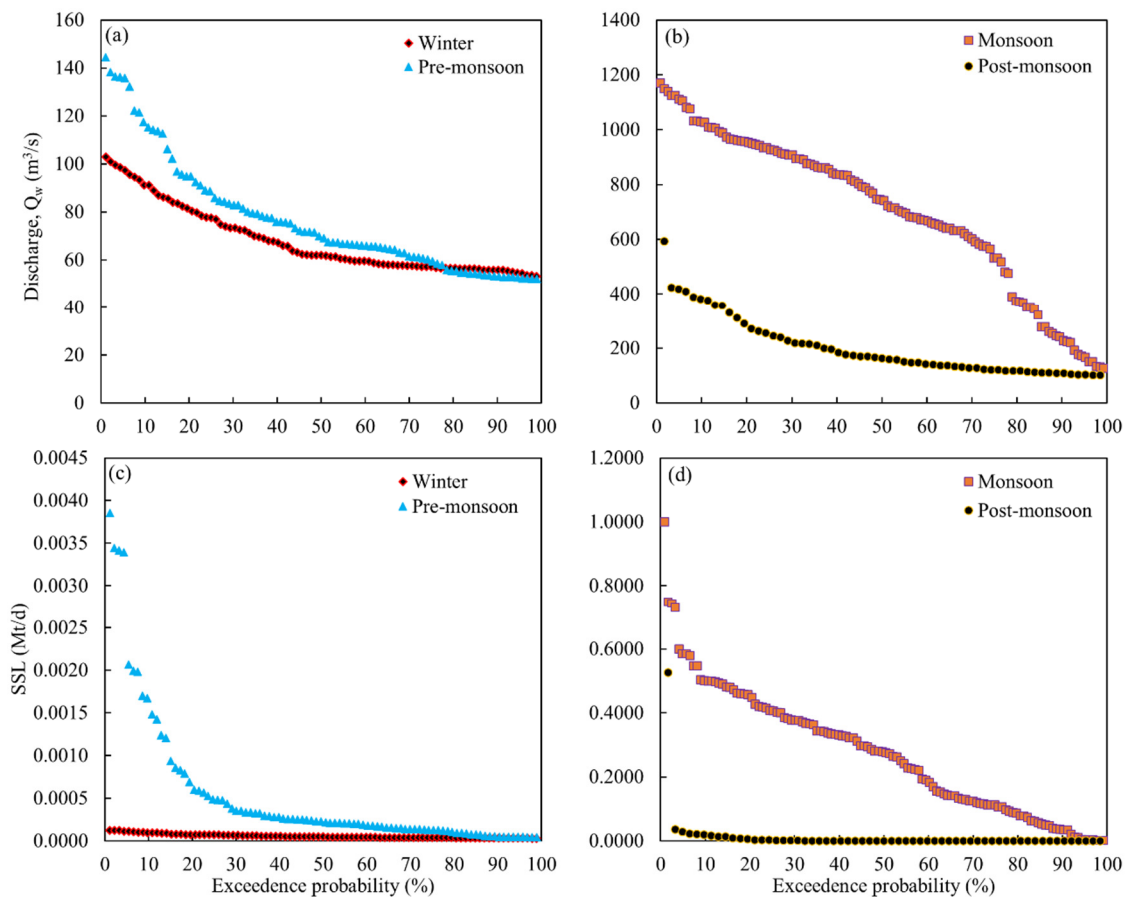 (a)
Winter
Pre-monsoon
Discharge, Qw (m³/s)
160
140
120
100
80
60
40
20
0
0 10 20 30 40 50 60 70 80 90 100
(b)
Monsoon
Post-monsoon
1400
1200
1000
800
600
400
200
0
0 10 20 30 40 50 60 70 80 90 100
(c)
Winter
Pre-monsoon
SSL (Mt/d)
0.0045
0.0040
0.0035
0.0030
0.0025
0.0020
0.0015
0.0010
0.0005
0.0000
0 10 20 30 40 50 60 70 80 90 100
Exceedence probability (%)
(d)
Monsoon
Post-monsoon
1.2000
1.0000
0.8000
0.6000
0.4000
0.2000
0.0000
0 10 20 30 40 50 60 70 80 90 100
Exceedence probability (%)